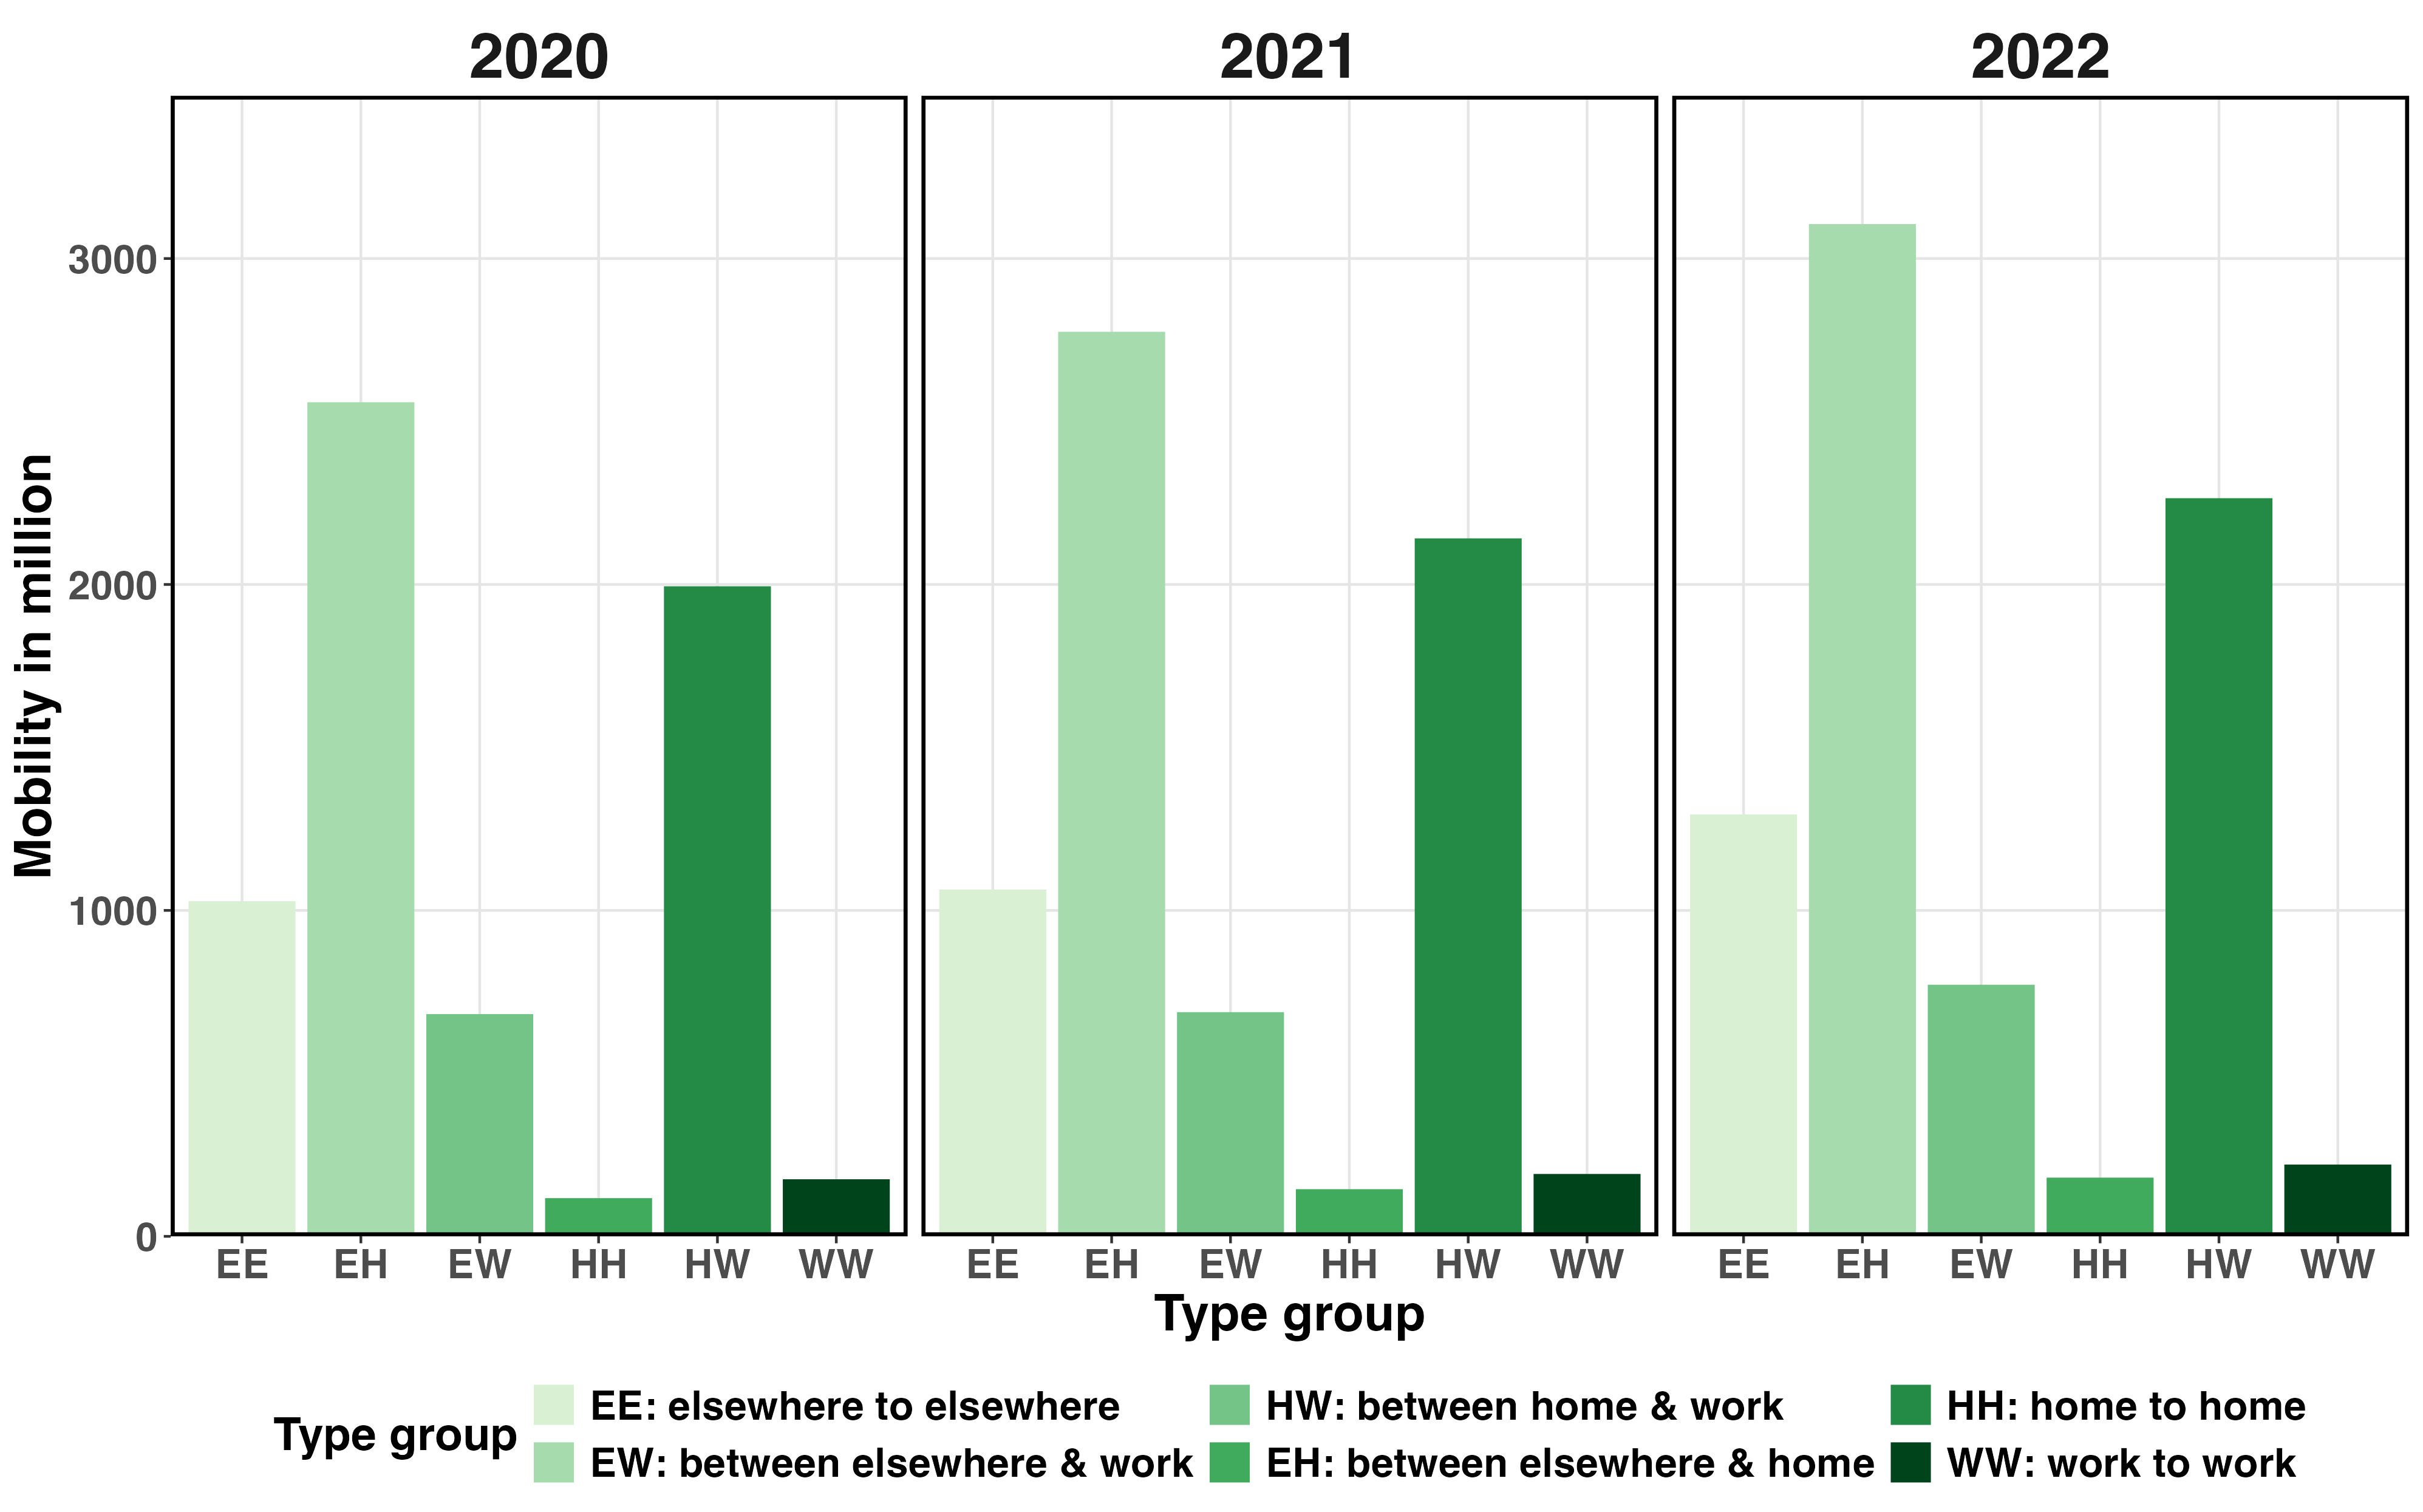 2020 2021 2022
Mobility in million
3000
2000
1000
0
EE EH EW HH HW WW EE EH EW HH HW WW EE EH EW HH HW WW
Type group
Type group
EE: elsewhere to elsewhere HW: between home & work HH: home to home
EW: between elsewhere & work EH: between elsewhere & home WW: work to work